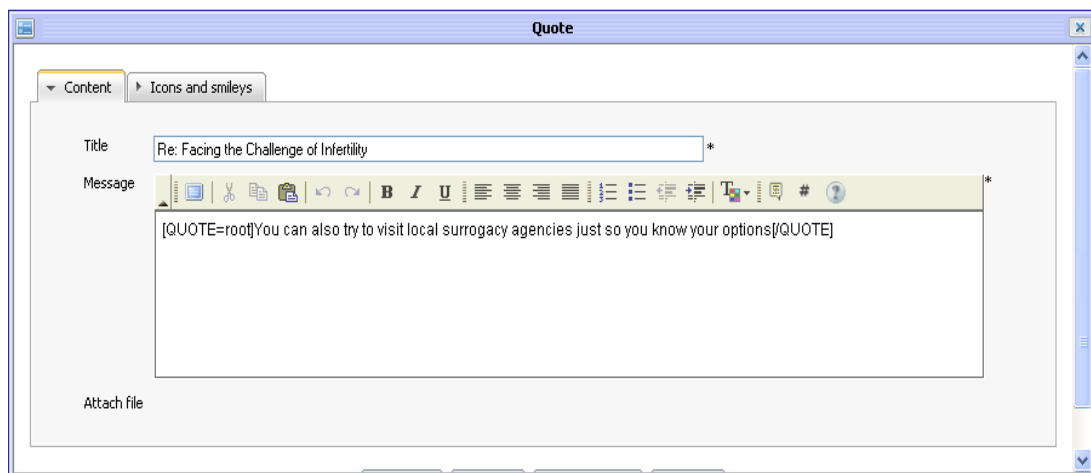 Quote
Content
Icons and smileys
Title
Re: Facing the Challenge of Infertility
*
Message
B I U
T
#
?
*
[QUOTE=root]You can also try to visit local surrogacy agencies just so you know your options[/QUOTE]
Attach file